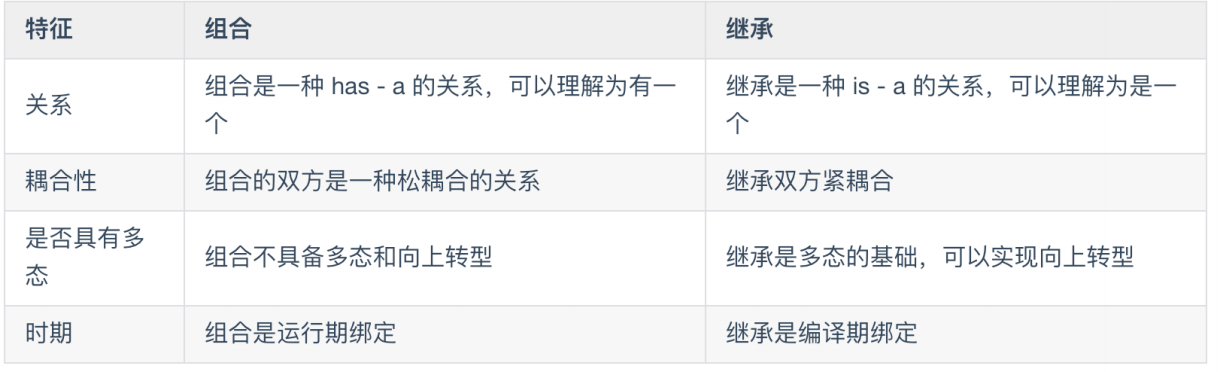 特征 组合 继承
关系 组合是一种 has - a 的关系，可以理解为有一个 继承是一种 is - a 的关系，可以理解为是一个
耦合性 组合的双方是一种松耦合的关系 继承双方紧耦合
是否具有多态 组合不具备多态和向上转型 继承是多态的基础，可以实现向上转型
时期 组合是运行期绑定 继承是编译期绑定